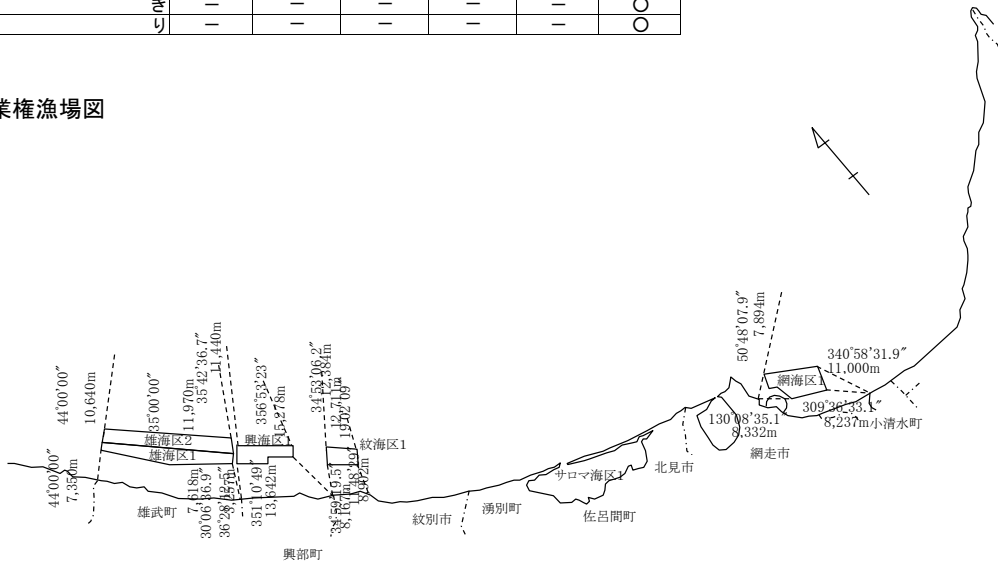 き － － － － － ○
り － － － － － ○
業権漁場図
44°00′00″
10,640m
35°00′00″
11,970m
35°42′36.7″
11,440m
356°53′23″
15,278m
34°53′06.2″
12,384m
12,711m
50°48′07.9″
7,894m
340°58′31.9″
11,000m
網海区1
309°36′33.1″
8,237m
小清水町
130°08′35.1″
8,332m
網走市
雄海区2
雄海区1
興海区1
紋海区1
サロマ海区1
北見市
44°00′00″
7,350m
7,618m
30°06′36.9″
351°10′49″
13,642m
雄武町
紋別市
湧別町
佐呂間町
興部町